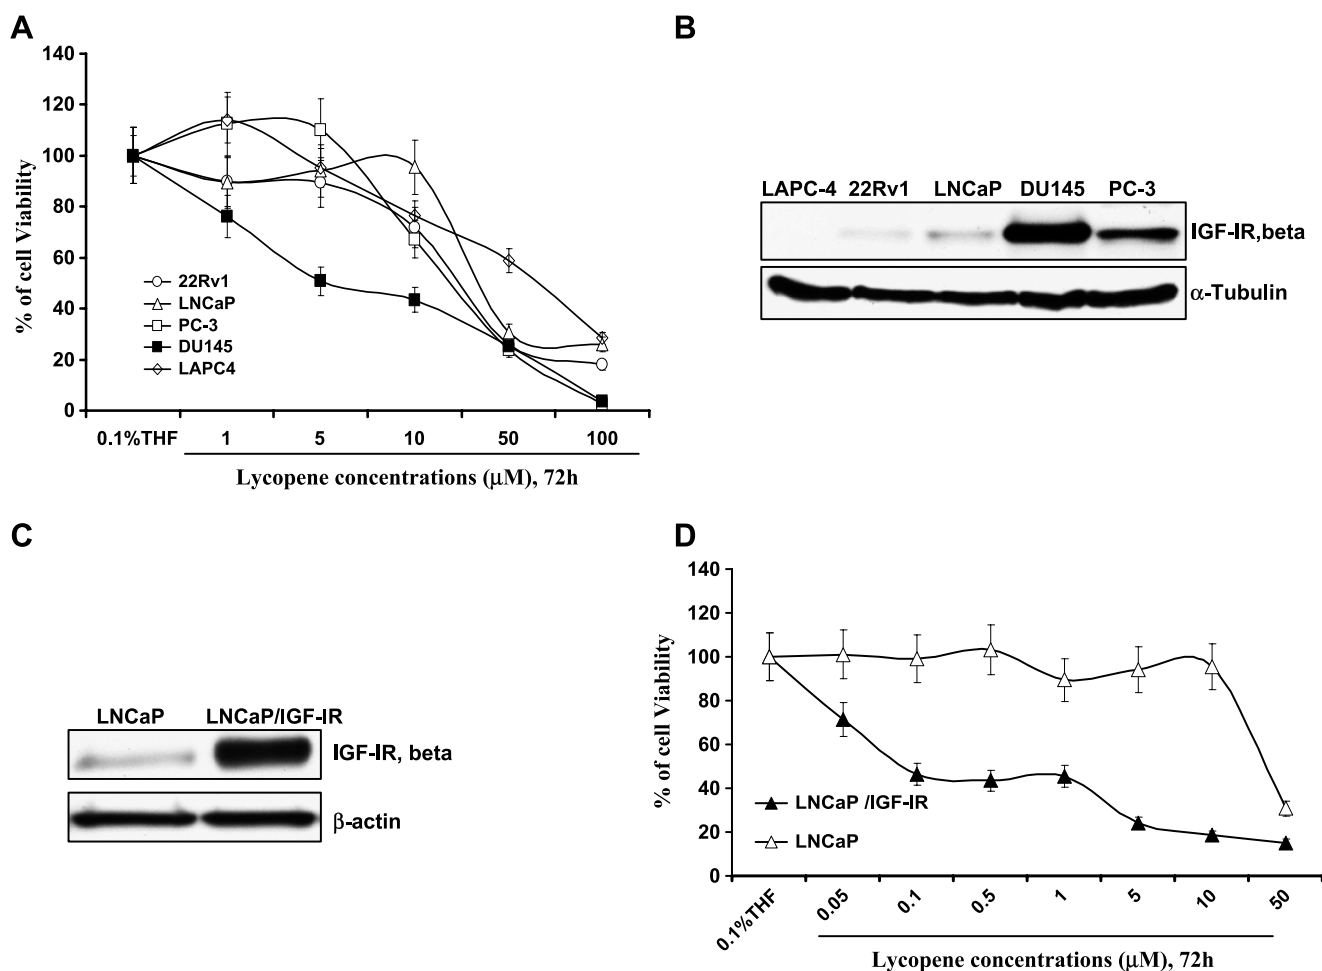 A
140
120
100
80
60
40
20
0
% of cell Viability
22Rv1
LNCaP
PC-3
DU145
LAPC4
0.1%THF 1 5 10 50 100
Lycopene concentrations (μM), 72h
B
LAPC-4 22Rv1 LNCaP DU145 PC-3
IGF-IR,beta
α-Tubulin
C
LNCaP LNCaP/IGF-IR
IGF-IR, beta
β-actin
D
140
120
100
80
60
40
20
0
% of cell Viability
LNCaP /IGF-IR
LNCaP
0.1%THF 0.05 0.1 0.5 1 5 10 50
Lycopene concentrations (μM), 72h